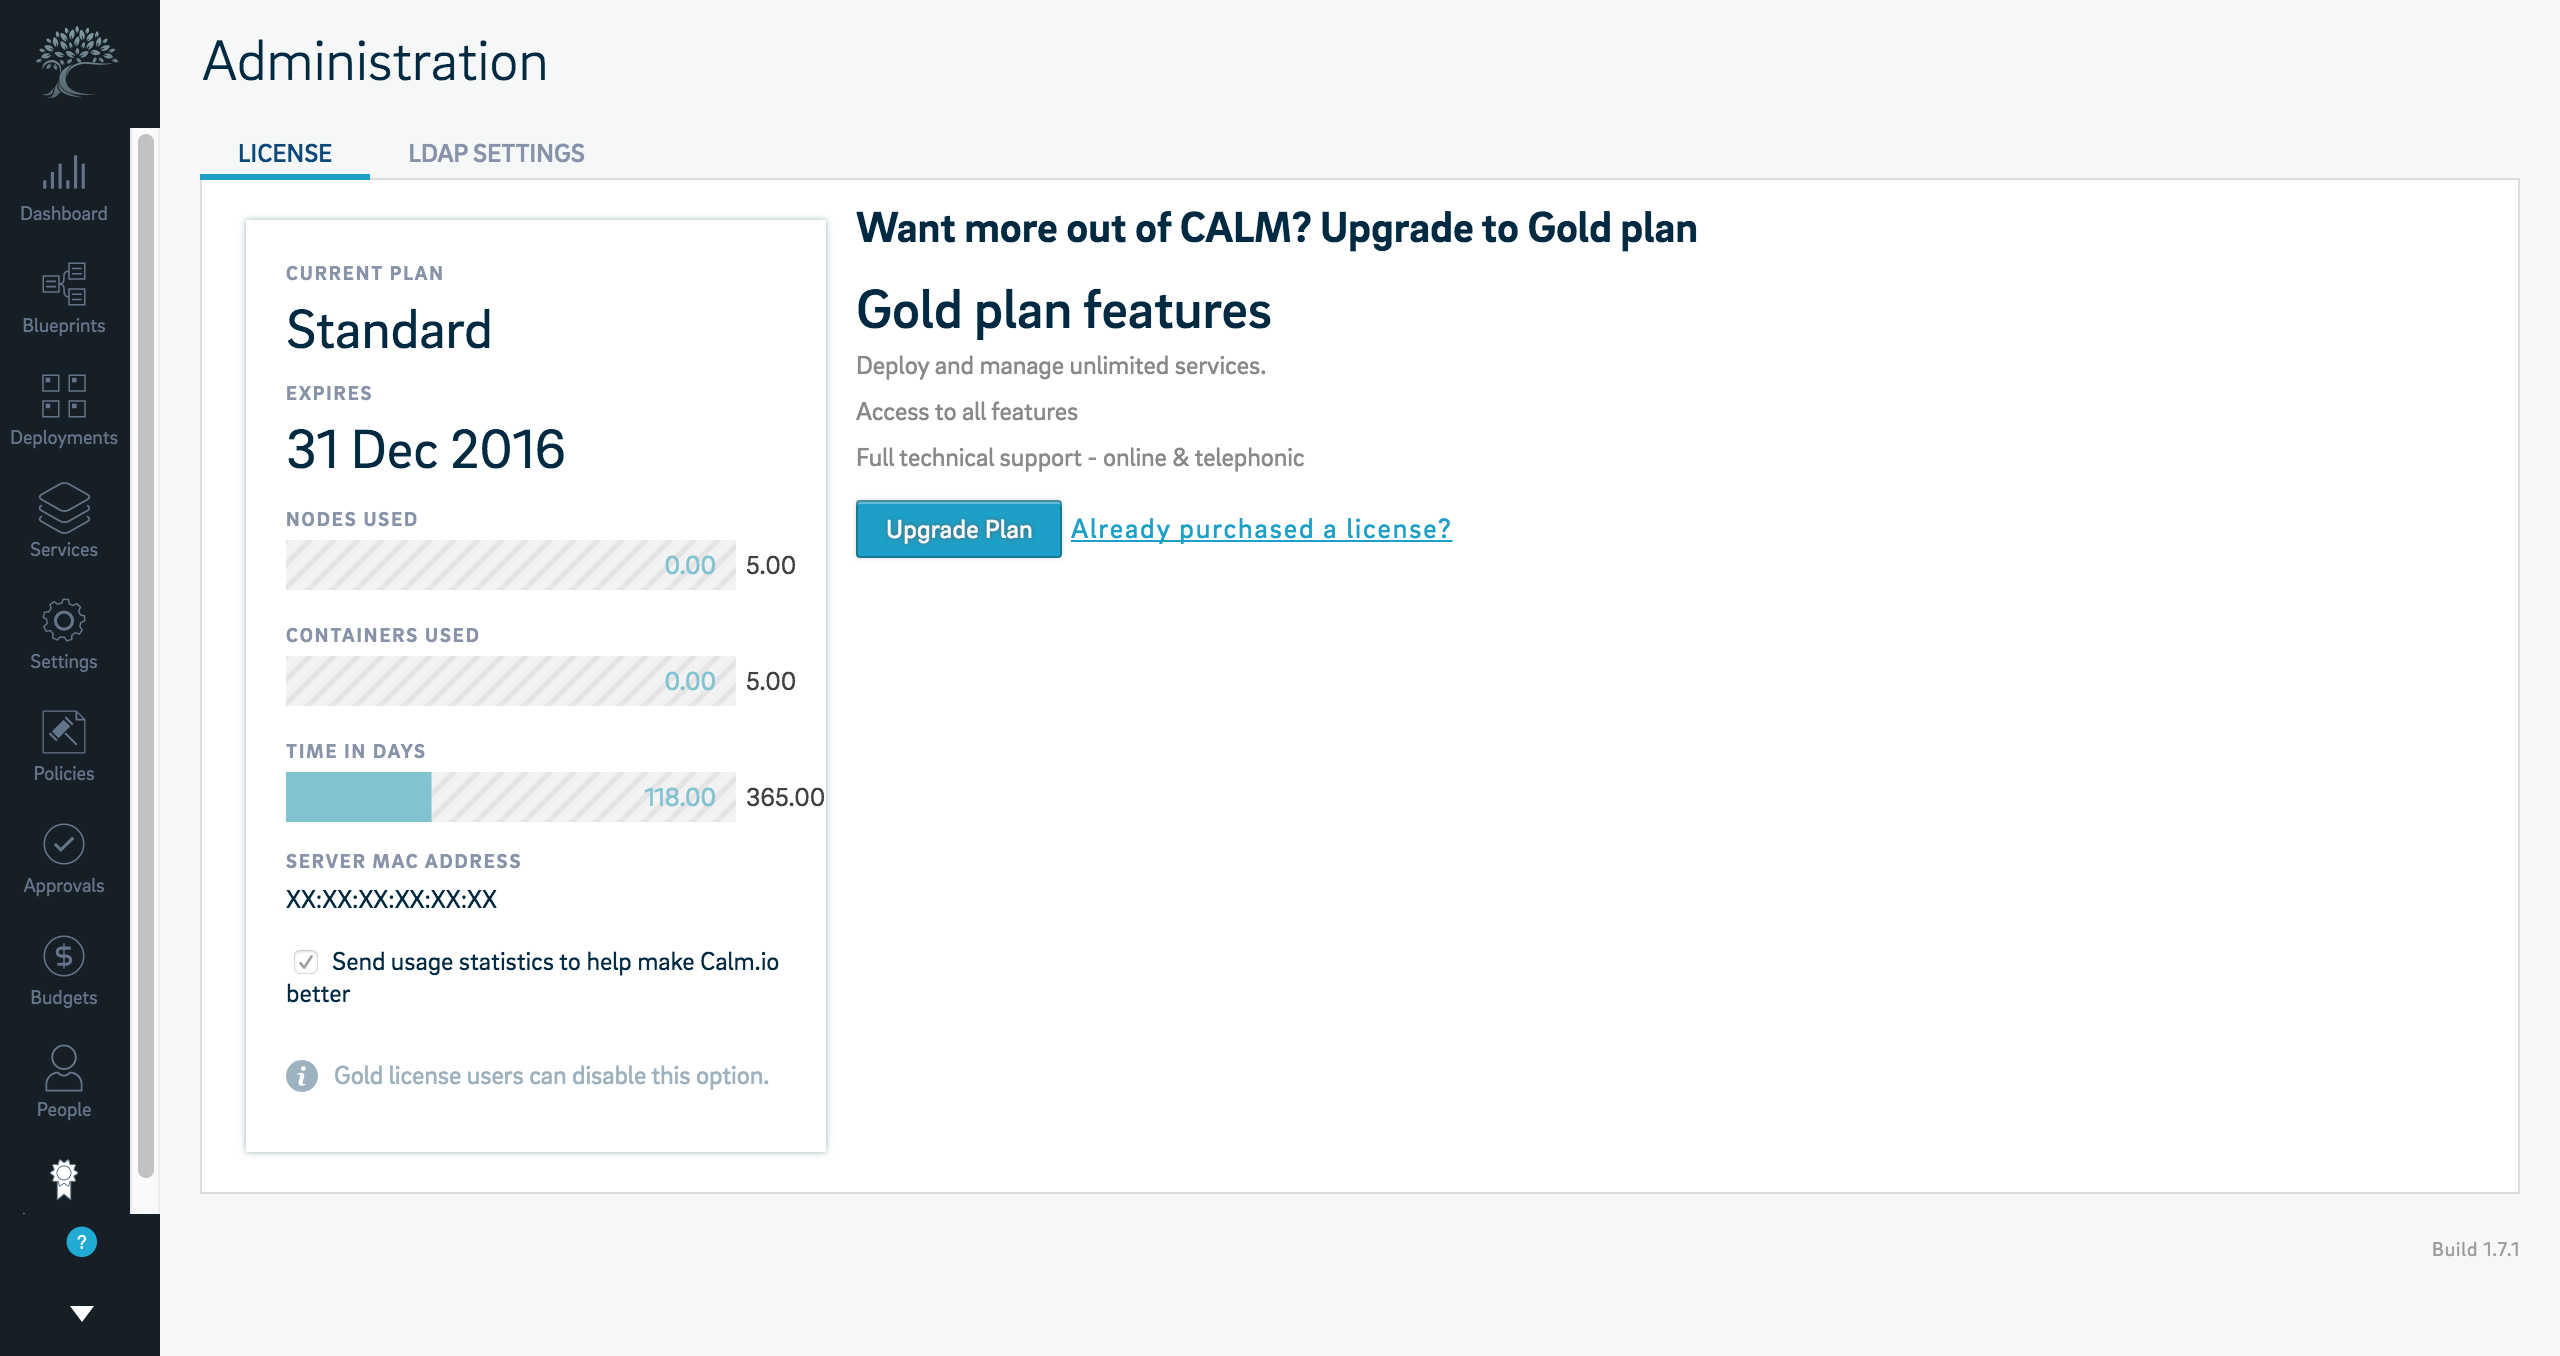 Administration
LICENSE
LDAP SETTINGS
Dashboard
Blueprints
Deployments
Services
Settings
Policies
Approvals
Budgets
People
?
CURRENT PLAN
Standard
EXPIRES
31 Dec 2016
NODES USED
0.00 5.00
CONTAINERS USED
0.00 5.00
TIME IN DAYS
118.00 365.00
SERVER MAC ADDRESS
XX:XX:XX:XX:XX:XX
Send usage statistics to help make Calm.io
better
Gold license users can disable this option.
Want more out of CALM? Upgrade to Gold plan
Gold plan features
Deploy and manage unlimited services.
Access to all features
Full technical support - online & telephonic
Upgrade Plan
Already purchased a license?
Build 1.7.1